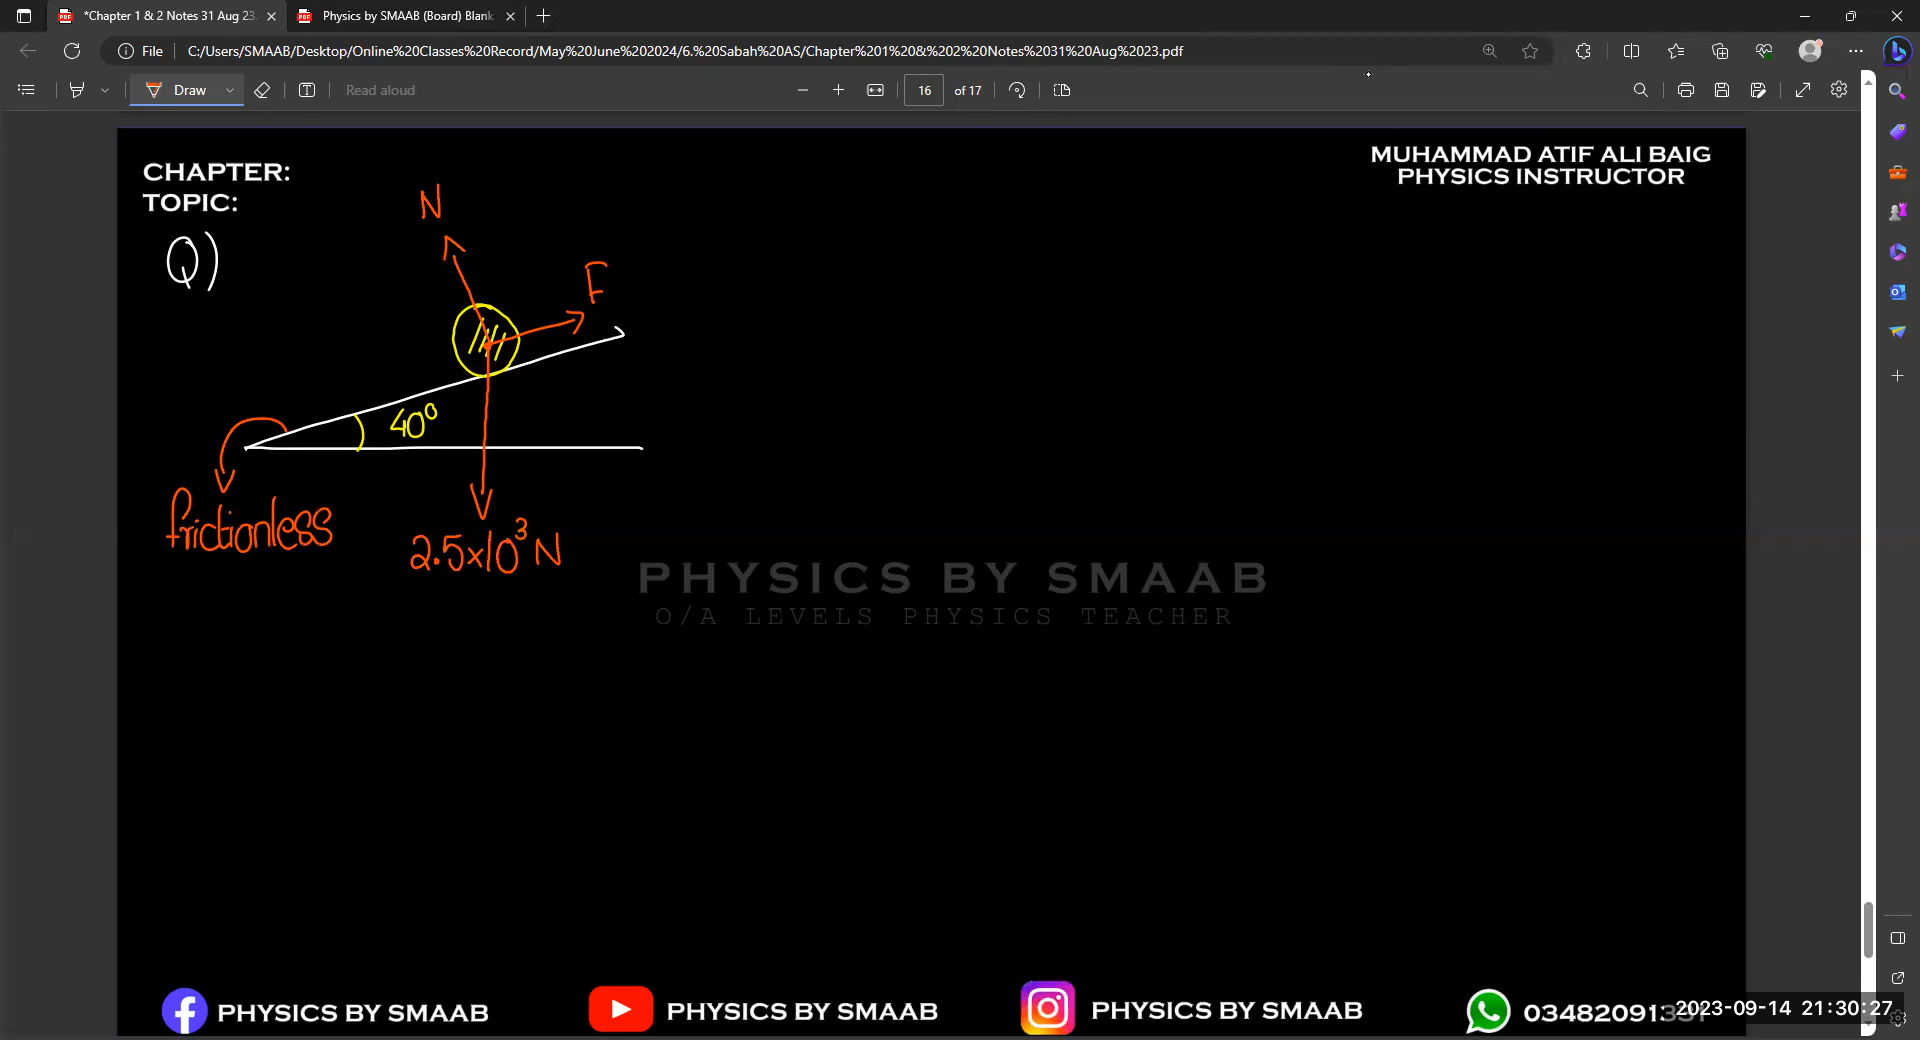 *Chapter 1 & 2 Notes 31 Aug 23.
Physics by SMAAB (Board) Blank
File
C:/Users/SMAAB/Desktop/Online%20Classes%20Record/May%20June%202024/6.%20Sabah%20AS/Chapter%201%20&%202%20Notes%2031%20Aug%2023.pdf
Draw
Read aloud
16
of 17
CHAPTER:
TOPIC:
MUHAMMAD ATIF ALI BAIG
PHYSICS INSTRUCTOR
Q)
N
F
40⁰
frictionless
2.5x10³ N
PHYSICS BY SMAAB
O/A LEVELS PHYSICS TEACHER
PHYSICS BY SMAAB
PHYSICS BY SMAAB
PHYSICS BY SMAAB
2023-09-14 21:30:27